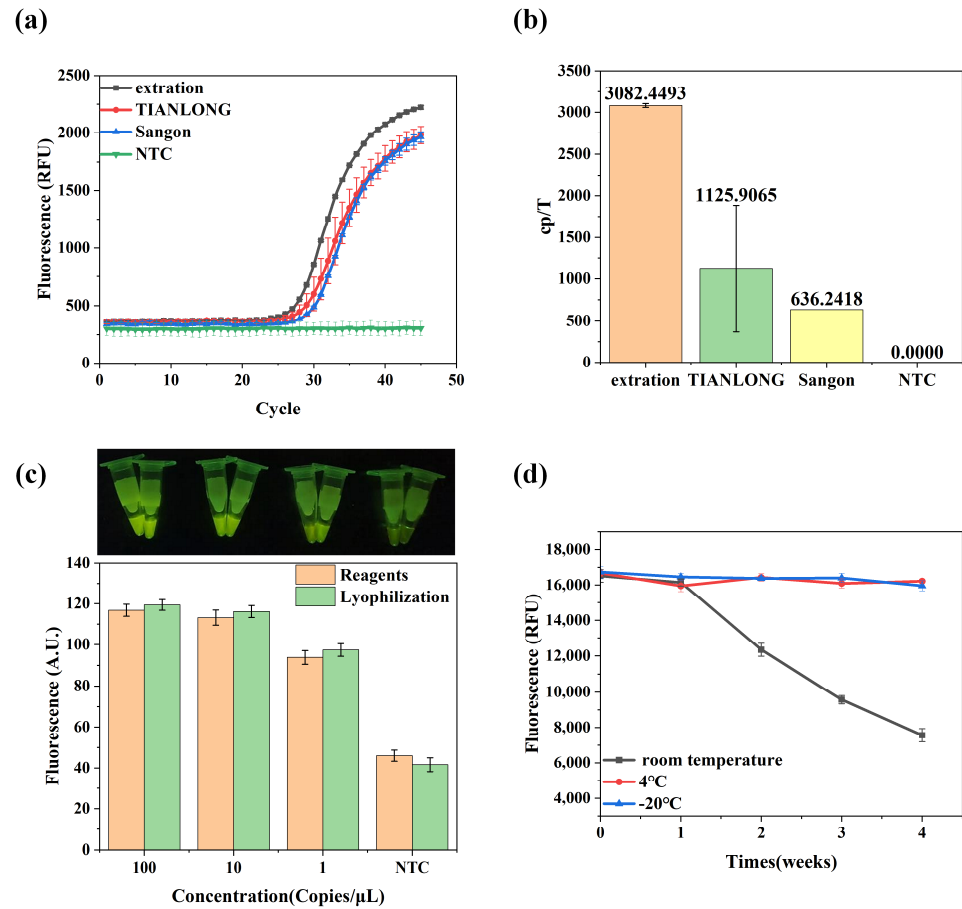 (a)
2500
2000
1500
1000
500
0
0
10
20
30
40
50
Fluorescence (RFU)
Cycle
extration
TIANLONG
Sangon
NTC
(b)
3500
3000
2500
2000
1500
1000
500
0
cp/T
3082.4493
1125.9065
636.2418
0.0000
extration
TIANLONG
Sangon
NTC
(c)
140
120
100
80
60
40
20
0
Fluorescence (A.U.)
Reagents
Lyophilization
100
10
1
NTC
Concentration(Copies/μL)
(d)
18,000
16,000
14,000
12,000
10,000
8,000
6,000
4,000
Fluorescence (RFU)
room temperature
4°C
-20°C
0
1
2
3
4
Times(weeks)